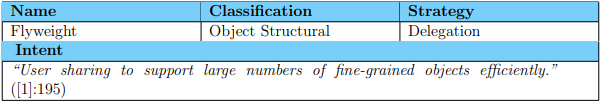 Name Classification Strategy
Flyweight Object Structural Delegation
Intent
“User sharing to support large numbers of fine-grained objects efficiently.”
([1]:195)